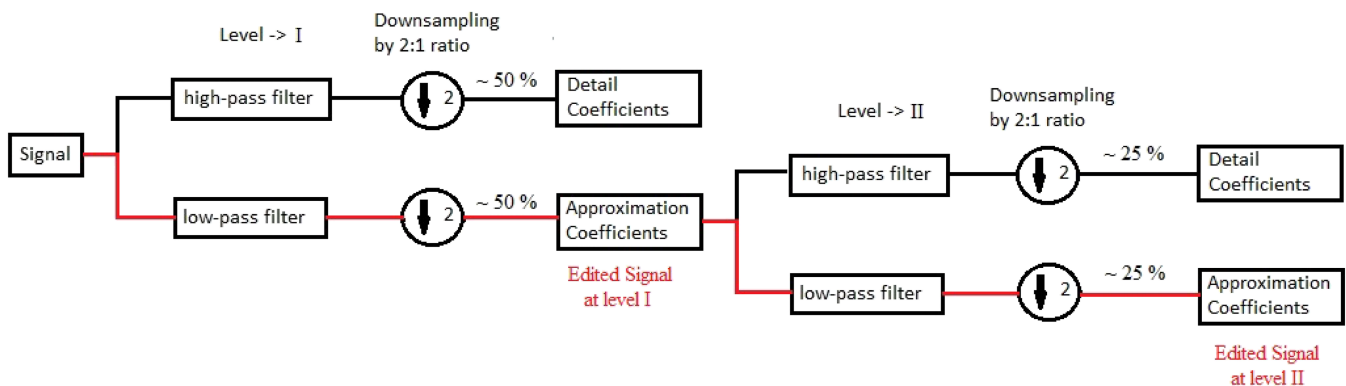 Level -> I
Downsampling
by 2:1 ratio
high-pass filter
2
~ 50 %
Detail
Coefficients
Signal
low-pass filter
2
~ 50 %
Approximation
Coefficients
Edited Signal
at level I
Level -> II
Downsampling
by 2:1 ratio
high-pass filter
2
~ 25 %
Detail
Coefficients
low-pass filter
2
~ 25 %
Approximation
Coefficients
Edited Signal
at level II